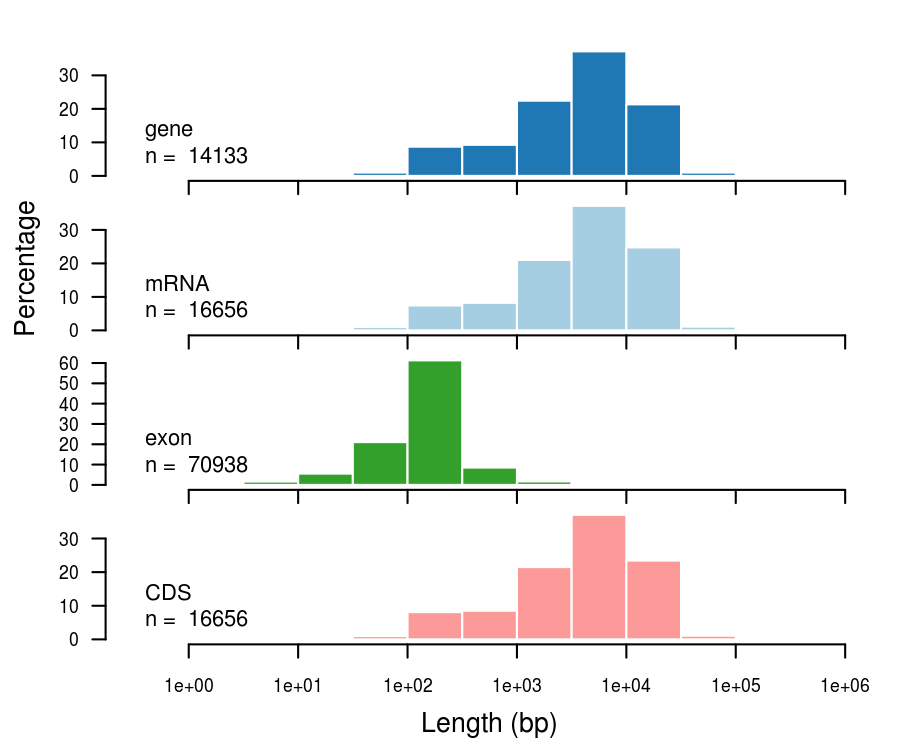 Percentage
30
20
10
0
gene
n = 14133
30
20
10
0
mRNA
n = 16656
60
50
40
30
20
10
0
exon
n = 70938
30
20
10
0
CDS
n = 16656
1e+00 1e+01 1e+02 1e+03 1e+04 1e+05 1e+06
Length (bp)